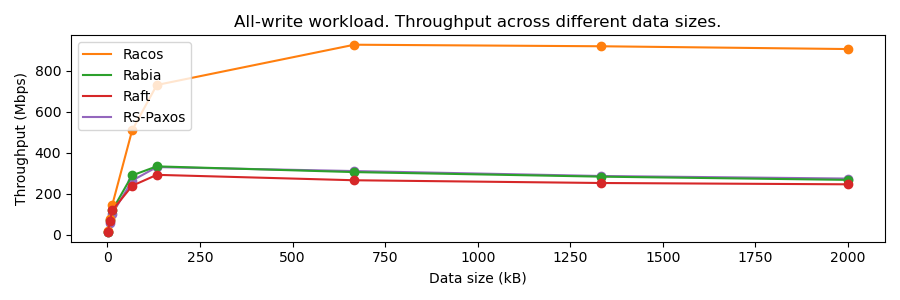 All-write workload. Throughput across different data sizes.
Racos
Rabia
Raft
RS-Paxos
Throughput (Mbps)
800
600
400
200
0
0 250 500 750 1000 1250 1500 1750 2000
Data size (kB)